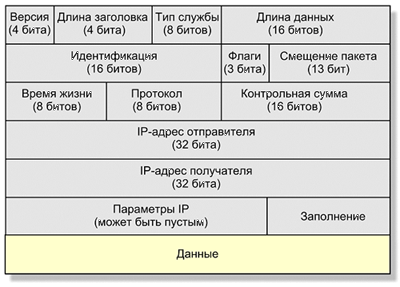 Версия
(4 бита)
Длина заголовка
(4 бита)
Тип службы
(8 битов)
Длина данных
(16 битов)
Идентификация
(16 битов)
Флаги
(3 бита)
Смещение пакета
(13 бит)
Время жизни
(8 битов)
Протокол
(8 битов)
Контрольная сумма
(16 битов)
IP-адрес отправителя
(32 бита)
IP-адрес получателя
(32 бита)
Параметры IP
(может быть пустым)
Заполнение
Данные